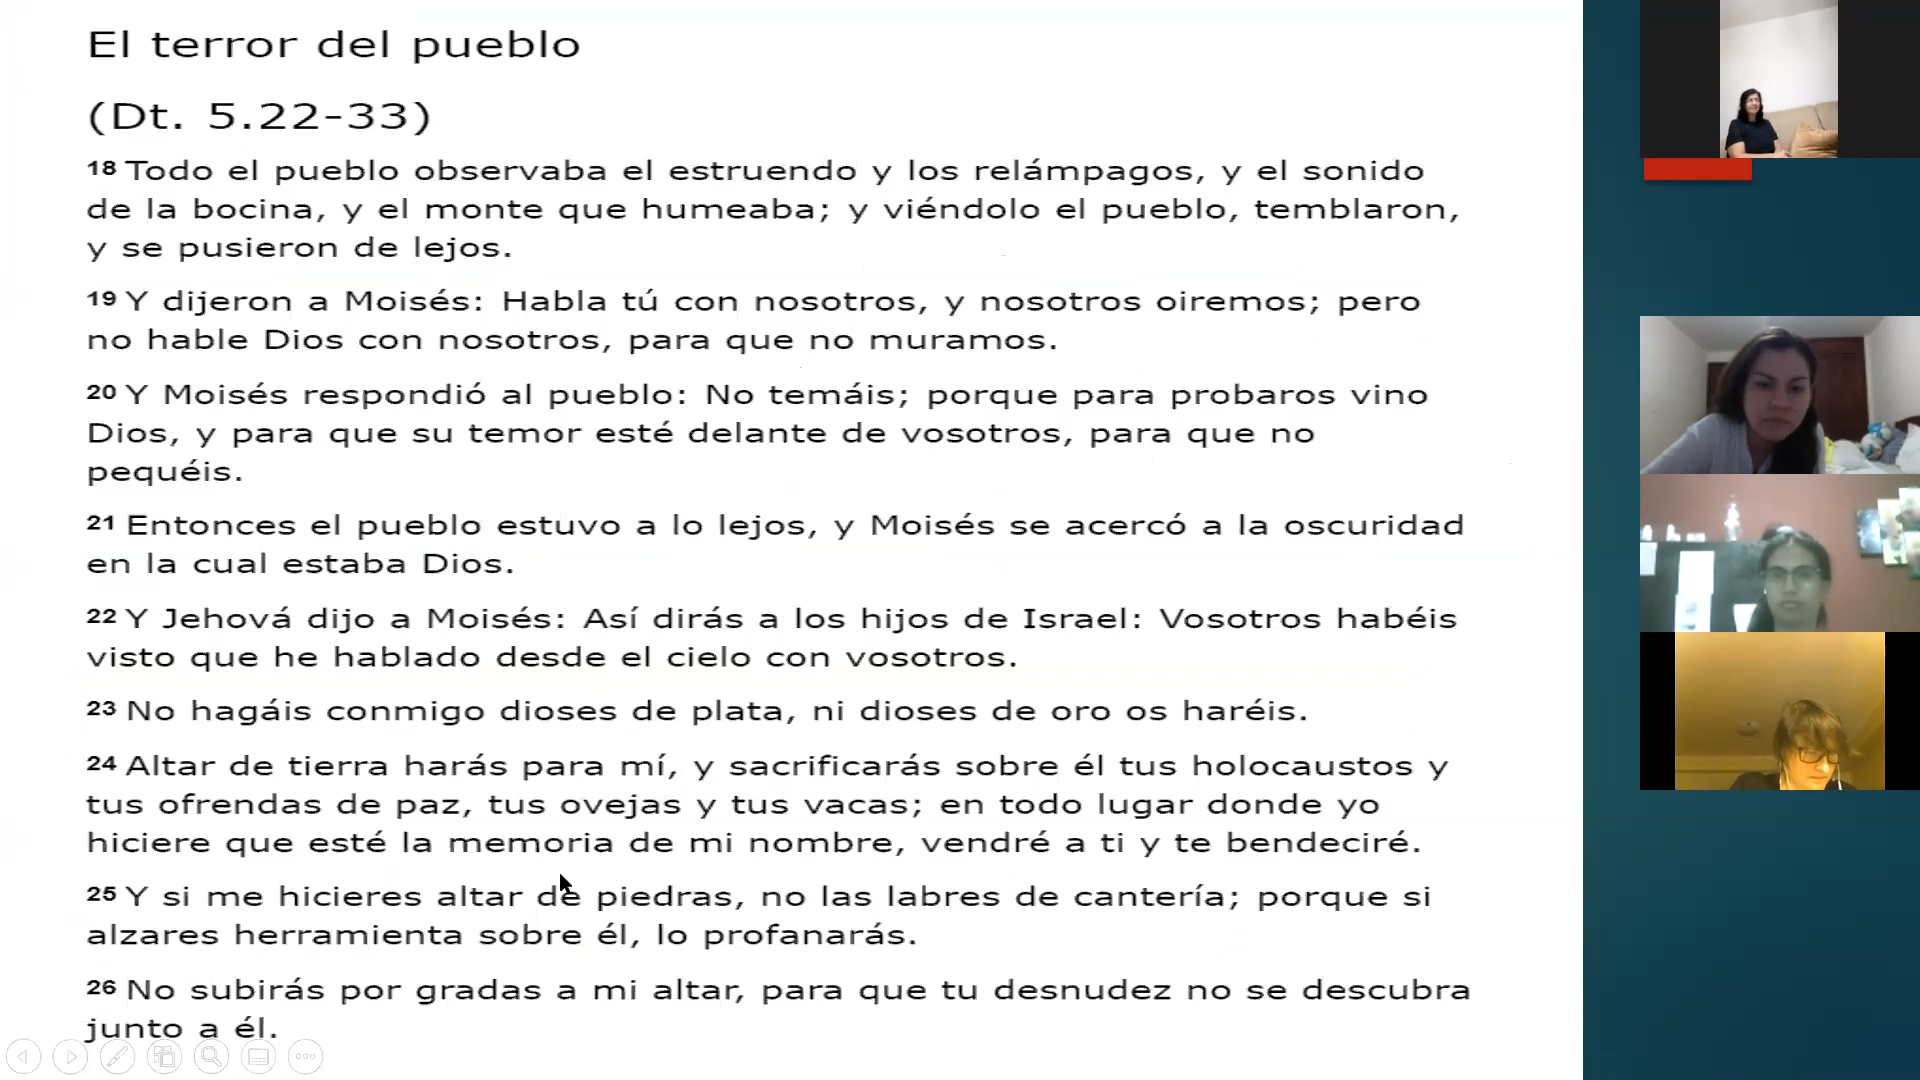 El terror del pueblo
(Dt. 5.22-33)
18 Todo el pueblo observaba el estruendo y los relámpagos, y el sonido
de la bocina, y el monte que humeaba; y viéndolo el pueblo, temblaron,
y se pusieron de lejos.
19 Y dijeron a Moisés: Habla tú con nosotros, y nosotros oiremos; pero
no hable Dios con nosotros, para que no muramos.
20 Y Moisés respondió al pueblo: No temáis; porque para probaros vino
Dios, y para que su temor esté delante de vosotros, para que no
pequéis.
21 Entonces el pueblo estuvo a lo lejos, y Moisés se acercó a la oscuridad
en la cual estaba Dios.
22 Y Jehová dijo a Moisés: Así dirás a los hijos de Israel: Vosotros habéis
visto que he hablado desde el cielo con vosotros.
23 No hagáis conmigo dioses de plata, ni dioses de oro os haréis.
24 Altar de tierra harás para mí, y sacrificarás sobre él tus holocaustos y
tus ofrendas de paz, tus ovejas y tus vacas; en todo lugar donde yo
hiciere que esté la memoria de mi nombre, vendré a ti y te bendeciré.
25 Y si me hicieres altar de piedras, no las labres de cantería; porque si
alzares herramienta sobre él, lo profanarás.
26 No subirás por gradas a mi altar, para que tu desnudez no se descubra
junto a él.